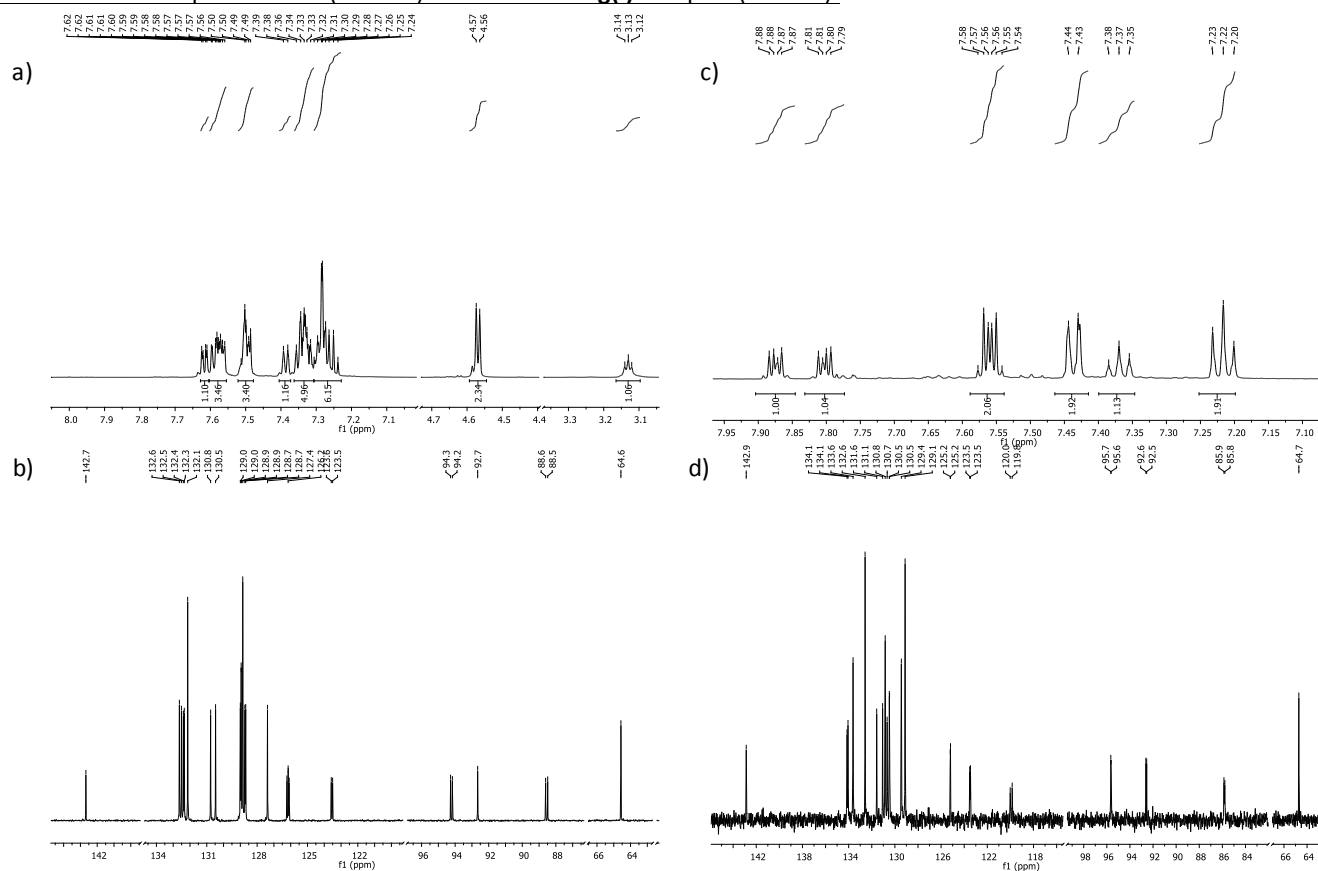 7.62 7.62 7.61 7.61 7.60 7.59 7.59 7.58 7.58 7.57 7.57 7.57 7.56 7.50 7.50 7.49 7.49 7.39 7.38 7.36 7.34 7.33 7.33 7.32 7.31 7.30 7.29 7.28 7.27 7.26 7.25 7.24 4.57 4.56 3.14 3.13 3.12
a)
1.10 3.46 3.40 1.16 4.96 6.15 2.34 1.06
8.0 7.9 7.8 7.7 7.6 7.5 7.4 7.3 7.2 7.1 4.7 4.6 4.5 4.4 3.3 3.2 3.1
f1 (ppm)
7.88 7.88 7.87 7.87 7.81 7.81 7.80 7.79 7.58 7.57 7.56 7.56 7.55 7.54 7.44 7.43 7.38 7.37 7.35 7.23 7.22 7.20
c)
1.00 1.04 2.06 1.92 1.13 1.91
7.95 7.90 7.85 7.80 7.75 7.70 7.65 7.60 7.55 7.50 7.45 7.40 7.35 7.30 7.25 7.20 7.15 7.10
f1 (ppm)
b)
142.7 132.6 132.5 132.4 132.3 132.1 130.8 130.5 129.0 129.0 128.9 128.9 128.7 128.7 127.4 123.5 94.3 94.2 92.7 88.6 88.5 64.6
142 134 131 128 125 122 96 94 92 90 88 66 64
f1 (ppm)
d)
142.9 134.1 134.1 133.6 132.6 131.6 131.1 130.8 130.7 130.5 130.5 129.4 129.1 125.2 125.2 123.5 123.5 120.0 119.8 95.7 95.6 92.6 92.5 85.9 85.8 64.7
142 138 134 130 126 122 118 98 96 94 92 90 88 86 84 66 64
f1 (ppm)